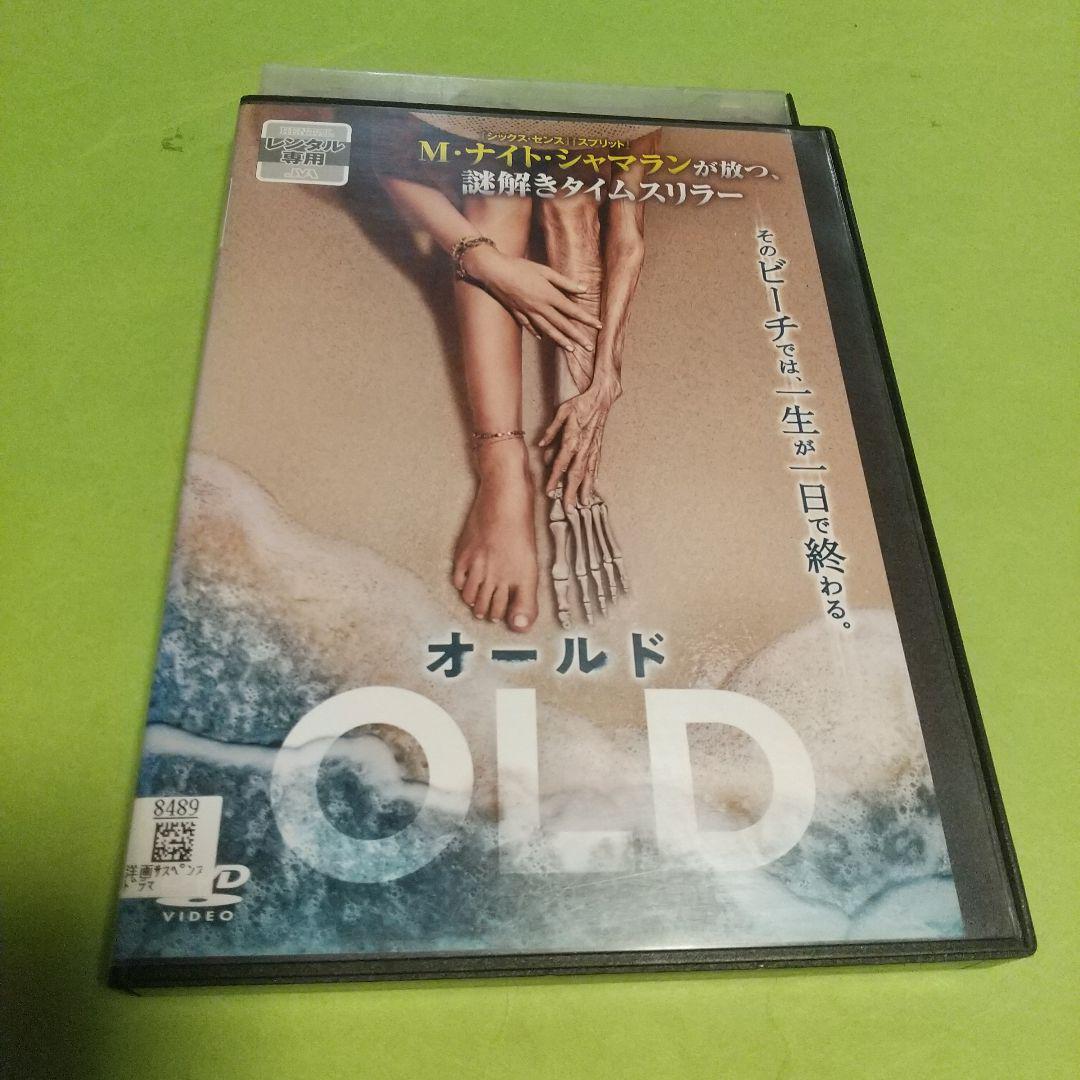 RENTAL
レンタル
専用
JVA
「シックス・センス」「スプリット」
M・ナイト・シャマランが放つ、
謎解きタイムスリラー
そのビーチでは、一生が一日で終わる。
オールド
OLD
8489
洋画サスペンス
ドラマ
VIDEO